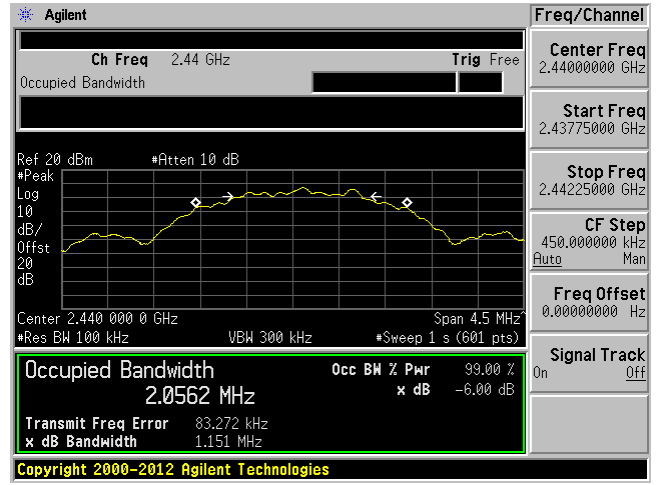 Agilent
Freq/Channel
Ch Freq 2.44 GHz Trig Free
Occupied Bandwidth
Center Freq
2.44000000 GHz
Start Freq
2.43775000 GHz
Stop Freq
2.44225000 GHz
CF Step
450.000000 kHz
Auto Man
Freq Offset
0.00000000 Hz
Signal Track
On Off
Ref 20 dBm #Atten 10 dB
#Peak
Log
10
dB/
Offst
20
dB
Center 2.440 000 0 GHz Span 4.5 MHz^
#Res BW 100 kHz VBW 300 kHz #Sweep 1 s (601 pts)
Occupied Bandwidth Occ BW % Pwr 99.00 %
2.0562 MHz x dB -6.00 dB
Transmit Freq Error 83.272 kHz
x dB Bandwidth 1.151 MHz
Copyright 2000-2012 Agilent Technologies